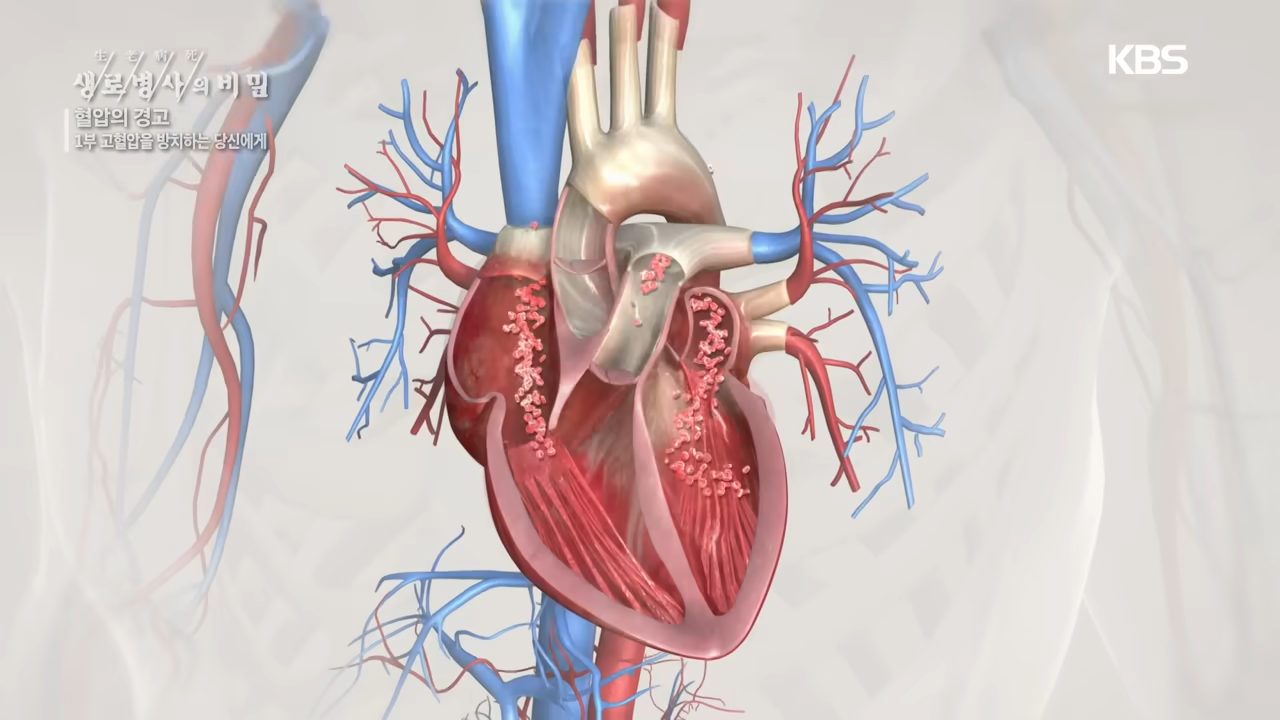 生 老 病 死
생로병사의 비밀
혈압의 경고
1부 고혈압을 방치하는 당신에게
KBS